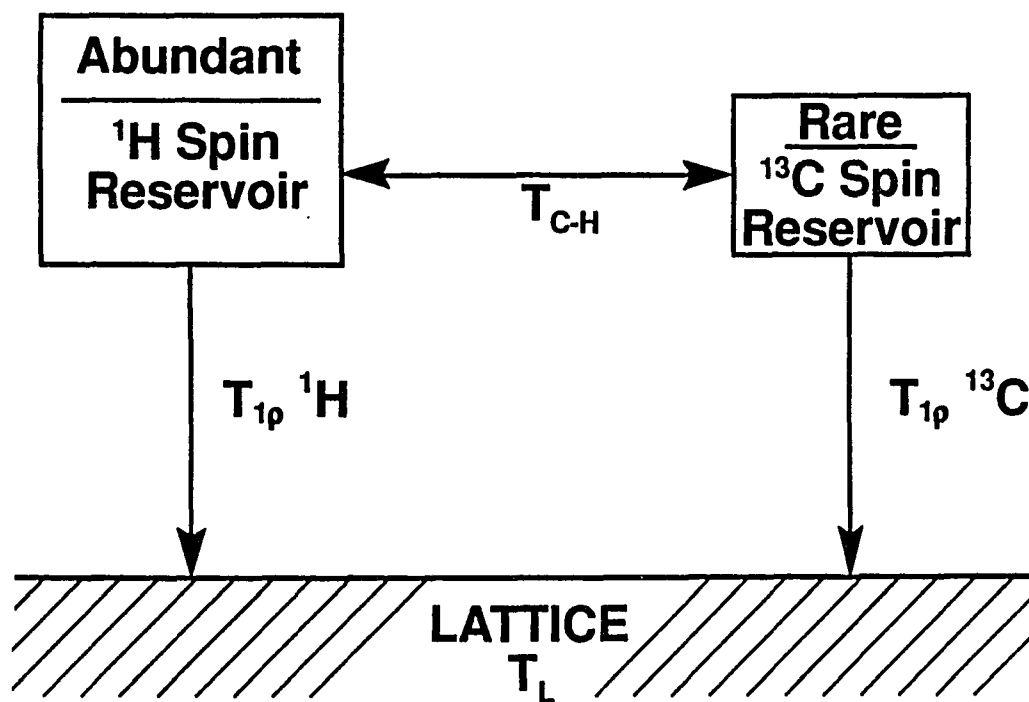 Abundant
¹H Spin
Reservoir
Rare
¹³C Spin
Reservoir
T_C-H
T_1ρ ¹H
T_1ρ ¹³C
LATTICE
T_L